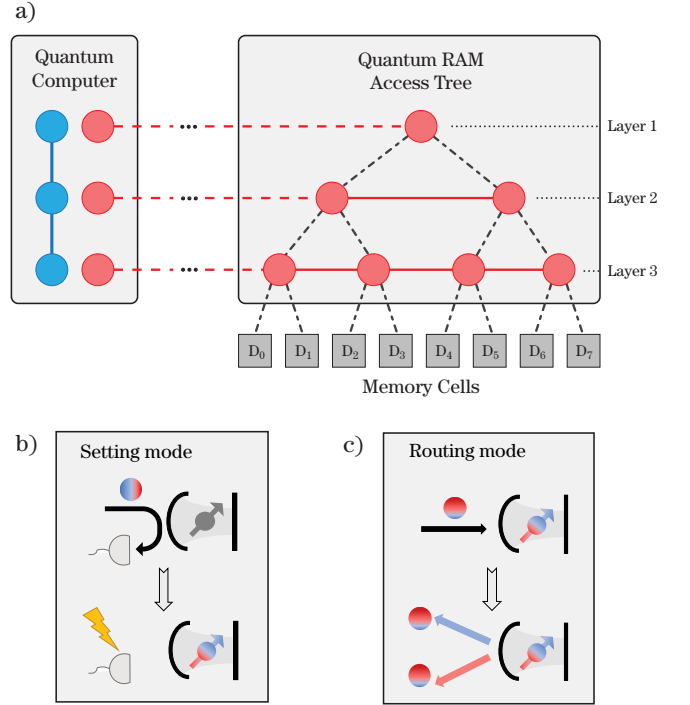 a)
Quantum
Computer
Quantum RAM
Access Tree
Layer 1
Layer 2
Layer 3
D0 D1 D2 D3 D4 D5 D6 D7
Memory Cells
b)
Setting mode
c)
Routing mode